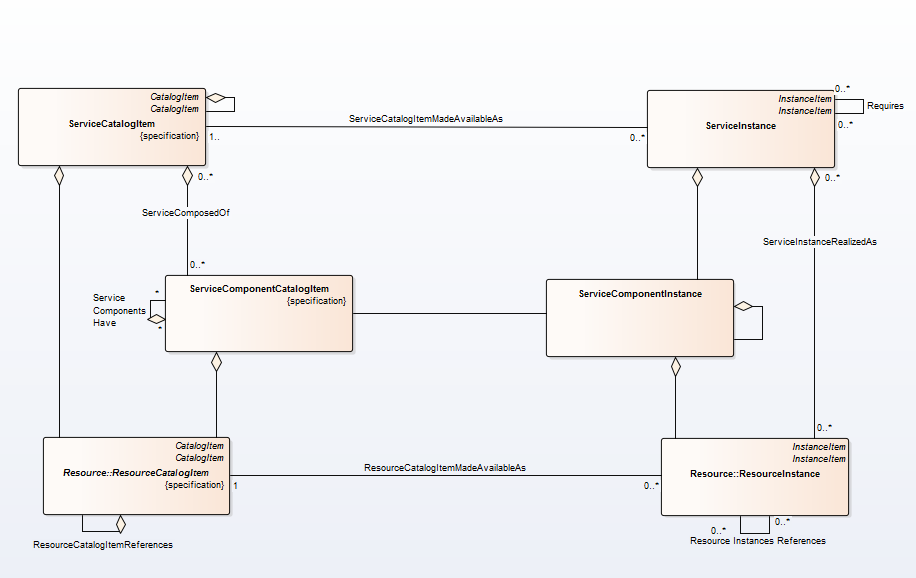 CatalogItem
CatalogItem
ServiceCatalogItem
{specification}
1..
ServiceCatalogItemMadeAvailableAs
0..*
0..*
InstanceItem
InstanceItem
ServiceInstance
0..*
Requires
0..*
0..*
ServiceComposedOf
0..*
0..*
ServiceInstanceRealizedAs
0..*
ServiceComponentCatalogItem
{specification}
Service
Components
Have
*
*
ServiceComponentInstance
CatalogItem
CatalogItem
Resource::ResourceCatalogItem
{specification}
1
ResourceCatalogItemMadeAvailableAs
0..*
InstanceItem
InstanceItem
Resource::ResourceInstance
ResourceCatalogItemReferences
0..*
0..*
Resource Instances References